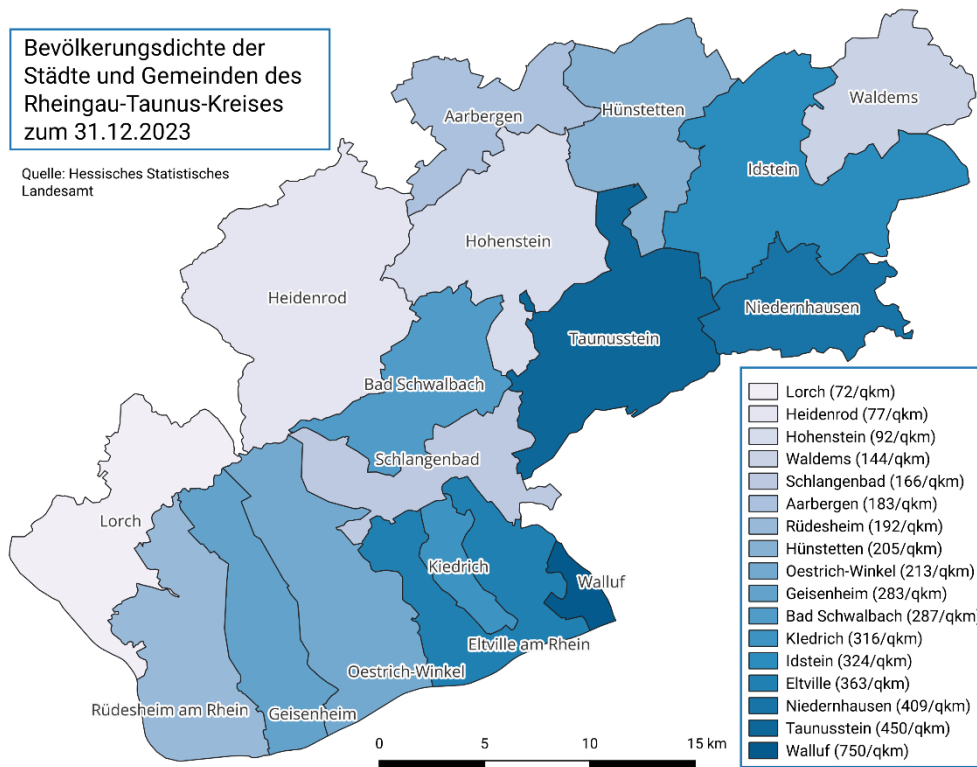 Bevölkerungsdichte der
Städte und Gemeinden des
Rheingau-Taunus-Kreises
zum 31.12.2023
Quelle: Hessisches Statistisches
Landesamt
Aarbergen
Hünstetten
Waldems
Idstein
Hohenstein
Heidenrod
Niedernhausen
Taunusstein
Bad Schwalbach
Schlangenbad
Lorch
Kiedrich
Walluf
Eltville am Rhein
Oestrich-Winkel
Rüdesheim am Rhein
Geisenheim
Lorch (72/qkm)
Heidenrod (77/qkm)
Hohenstein (92/qkm)
Waldems (144/qkm)
Schlangenbad (166/qkm)
Aarbergen (183/qkm)
Rüdesheim (192/qkm)
Hünstetten (205/qkm)
Oestrich-Winkel (213/qkm)
Geisenheim (283/qkm)
Bad Schwalbach (287/qkm)
KIedrich (316/qkm)
Idstein (324/qkm)
Eltville (363/qkm)
Niedernhausen (409/qkm)
Taunusstein (450/qkm)
Walluf (750/qkm)
0 5 10 15 km